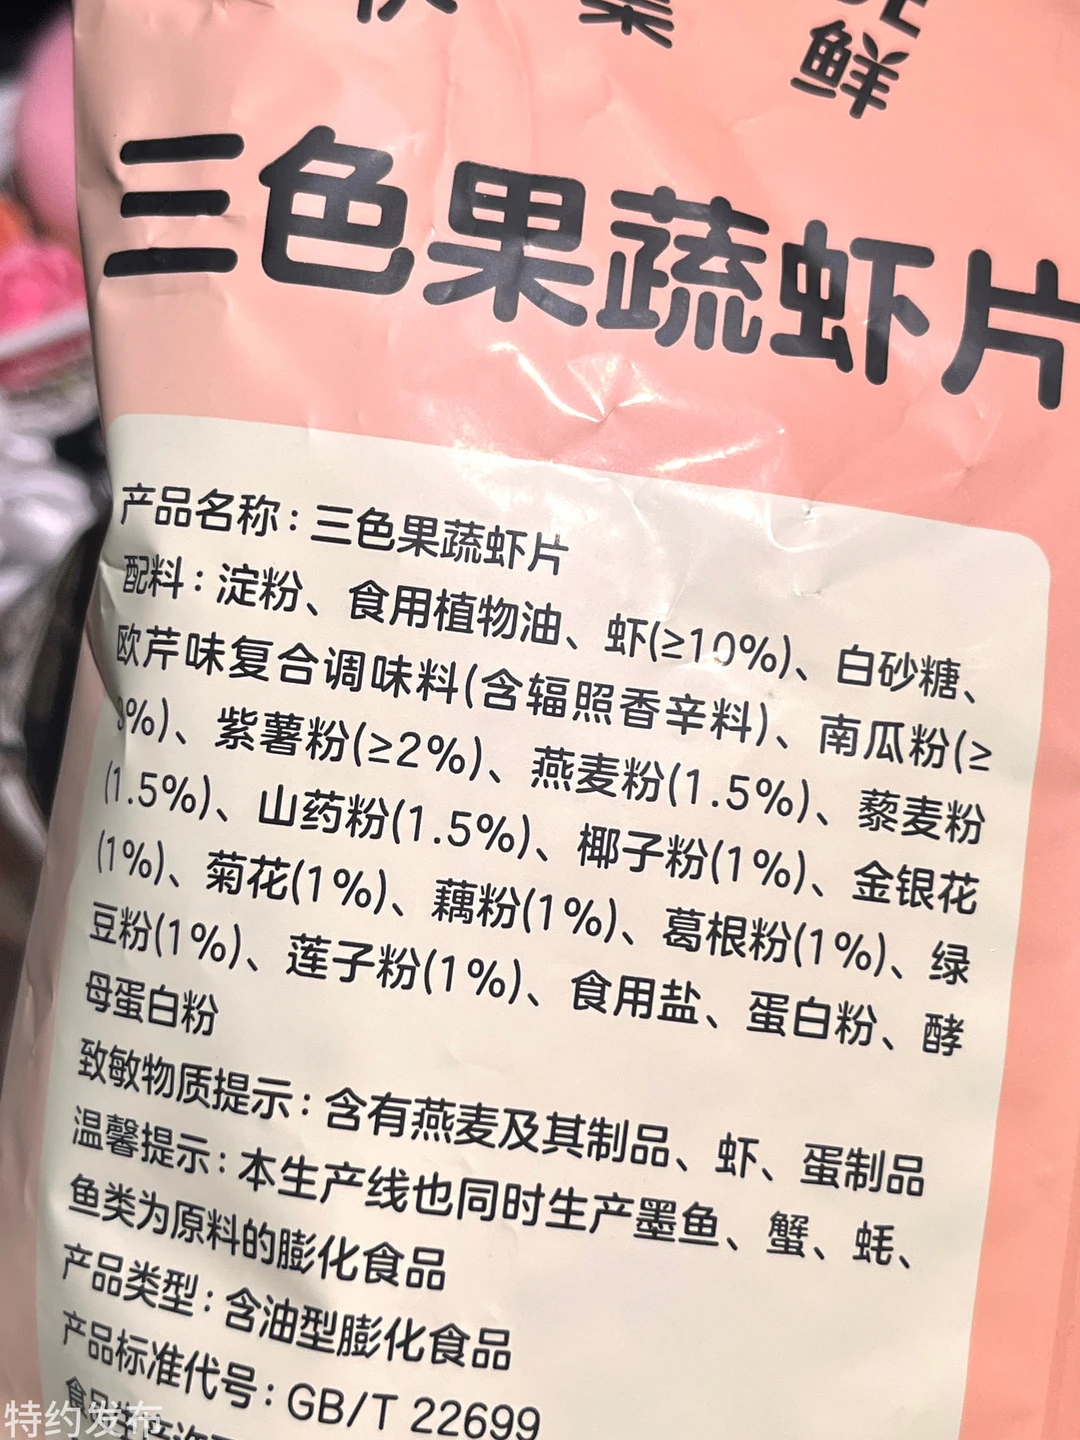 鲜
三色果蔬虾片
产品名称：三色果蔬虾片
配料：淀粉、食用植物油、虾(≥10%)、白砂糖、
欧芹味复合调味料(含辐照香辛料)、南瓜粉(≥
3%)、紫薯粉(≥2%)、燕麦粉(1.5%)、藜麦粉
(1.5%)、山药粉(1.5%)、椰子粉(1%)、金银花
(1%)、菊花(1%)、藕粉(1%)、葛根粉(1%)、绿
豆粉(1%)、莲子粉(1%)、食用盐、蛋白粉、酵
母蛋白粉
致敏物质提示：含有燕麦及其制品、虾、蛋制品
温馨提示：本生产线也同时生产墨鱼、蟹、蚝、
鱼类为原料的膨化食品
产品类型：含油型膨化食品
产品标准代号：GB/T 22699
特约发布